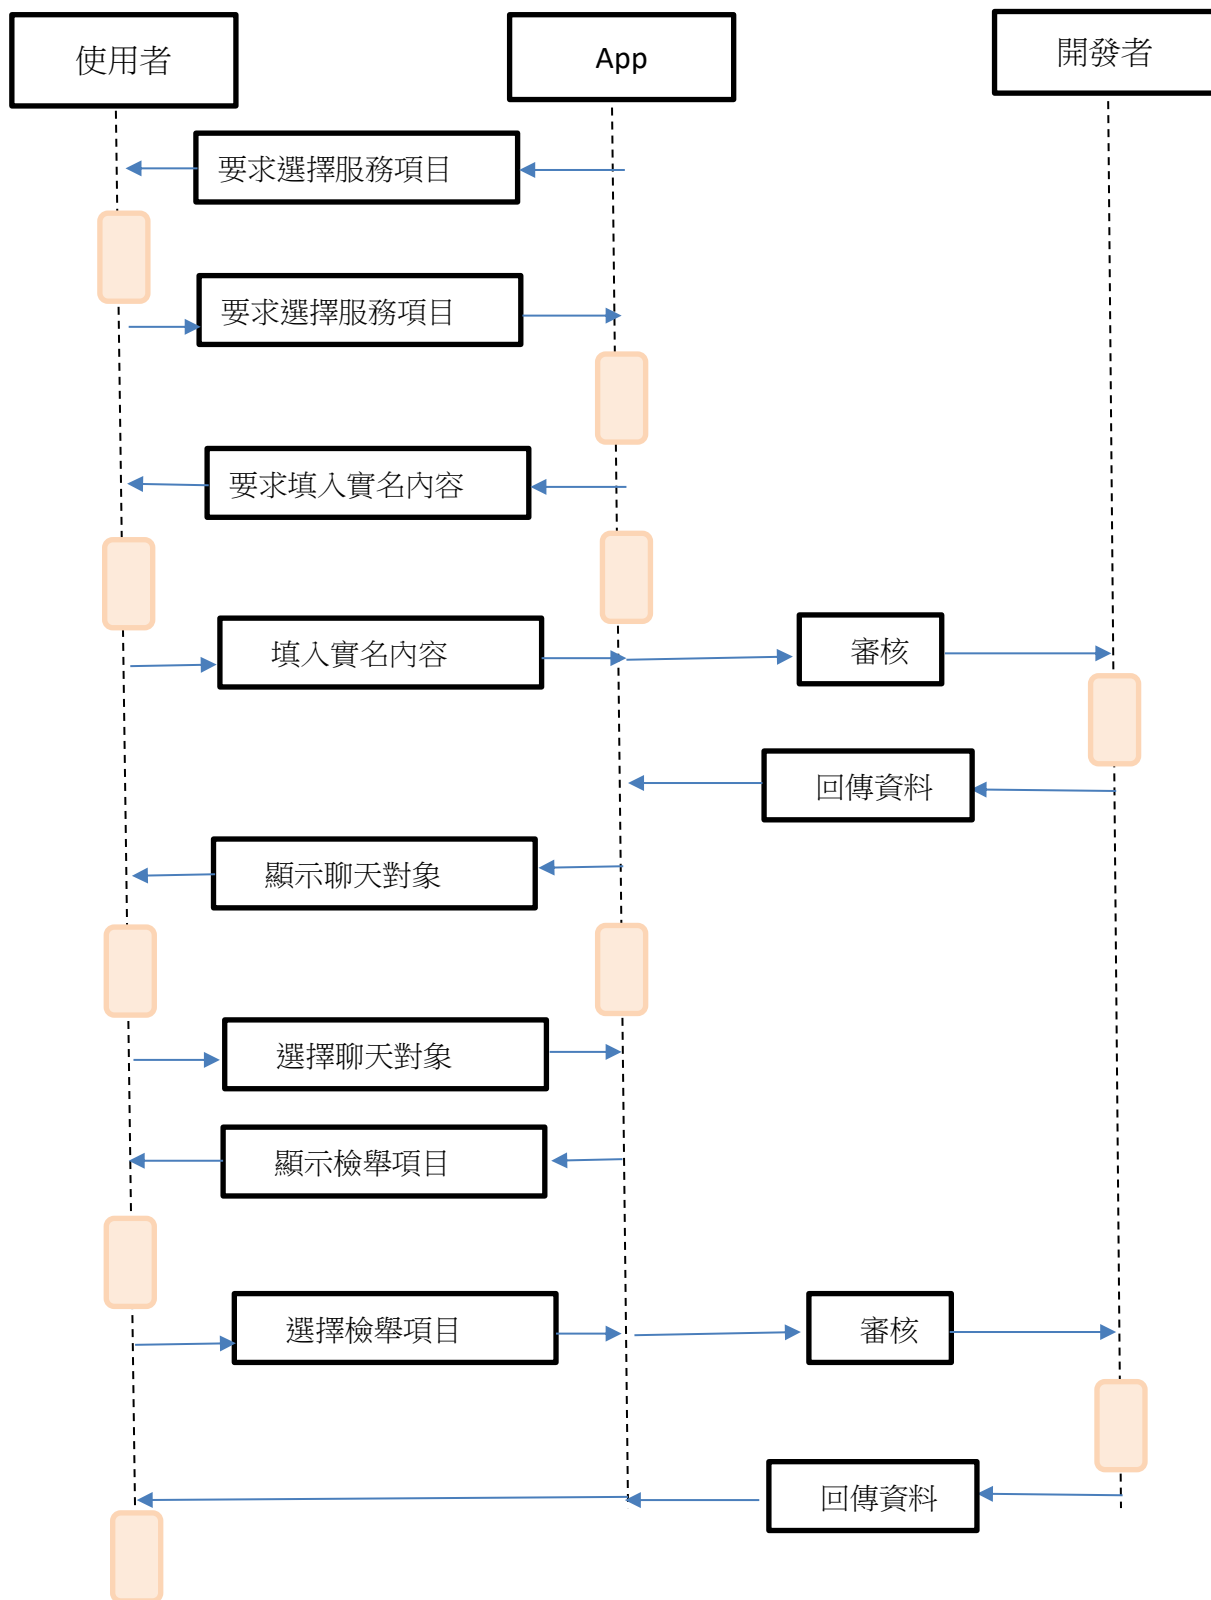 使用者
App
開發者
要求選擇服務項目
要求選擇服務項目
要求填入實名內容
填入實名內容
審核
回傳資料
顯示聊天對象
選擇聊天對象
顯示檢舉項目
選擇檢舉項目
審核
回傳資料